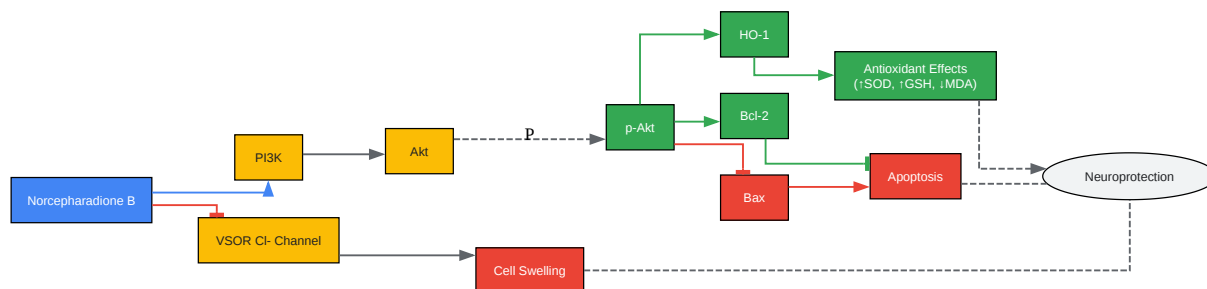 HO-1
Antioxidant Effects
(↑SOD, ↑GSH, ↓MDA)
Bcl-2
p-Akt
P
Akt
PI3K
Apoptosis
Neuroprotection
Bax
Norcepharadione B
VSOR Cl- Channel
Cell Swelling